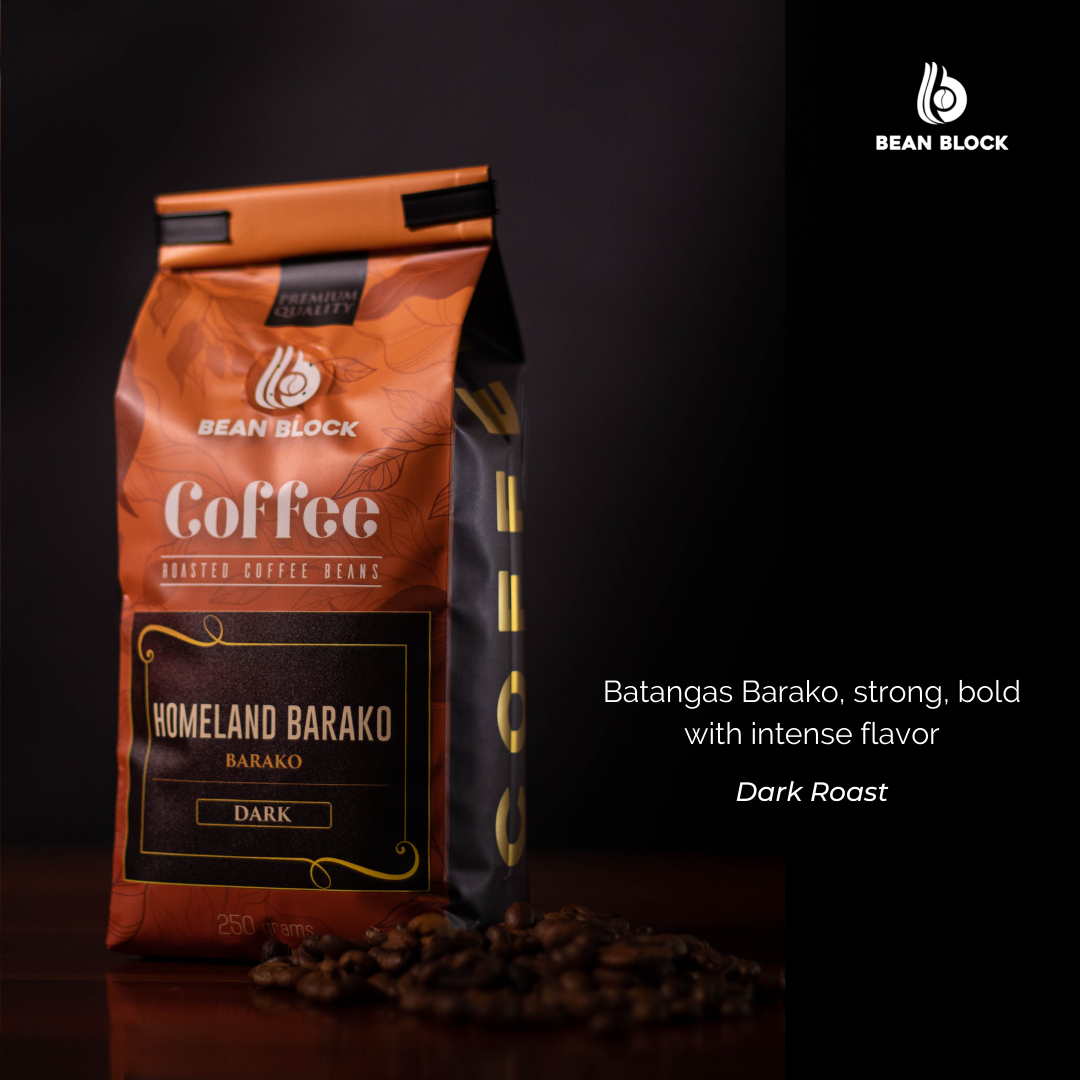 BEAN BLOCK
PREMIUM
QUALITY
BEAN BLOCK
Coffee
ROASTED COFFEE BEANS
HOMELAND BARAKO
BARAKO
DARK
250 grams
COFFEE
Batangas Barako, strong, bold
with intense flavor
Dark Roast